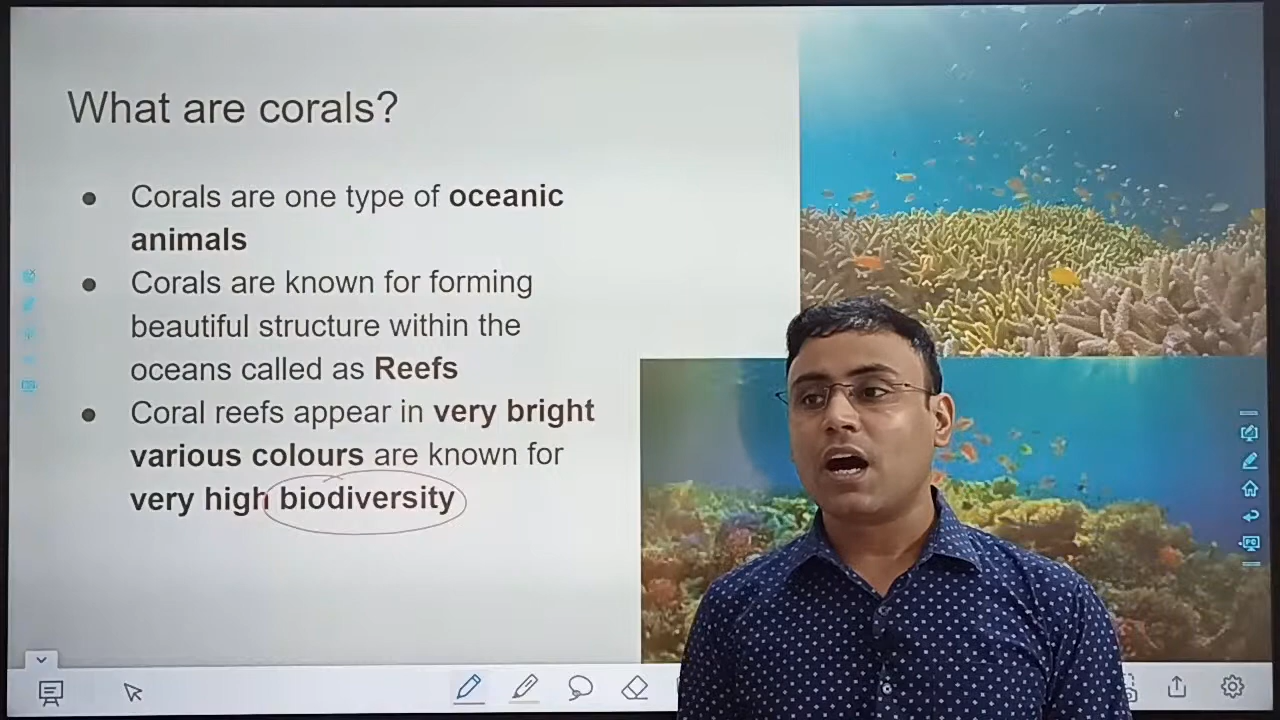 What are corals?
● Corals are one type of oceanic
animals
● Corals are known for forming
beautiful structure within the
oceans called as Reefs
● Coral reefs appear in very bright
various colours are known for
very high biodiversity
PC